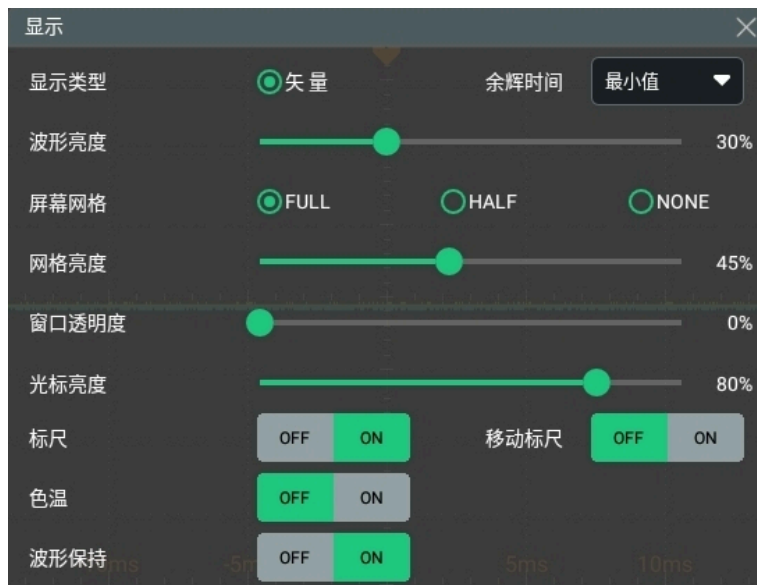 显示
显示类型 矢量 余辉时间 最小值
波形亮度 30%
屏幕网格 FULL HALF NONE
网格亮度 45%
窗口透明度 0%
光标亮度 80%
标尺 OFF ON 移动标尺 OFF ON
色温 OFF ON
波形保持 OFF ON
5ms 10ms